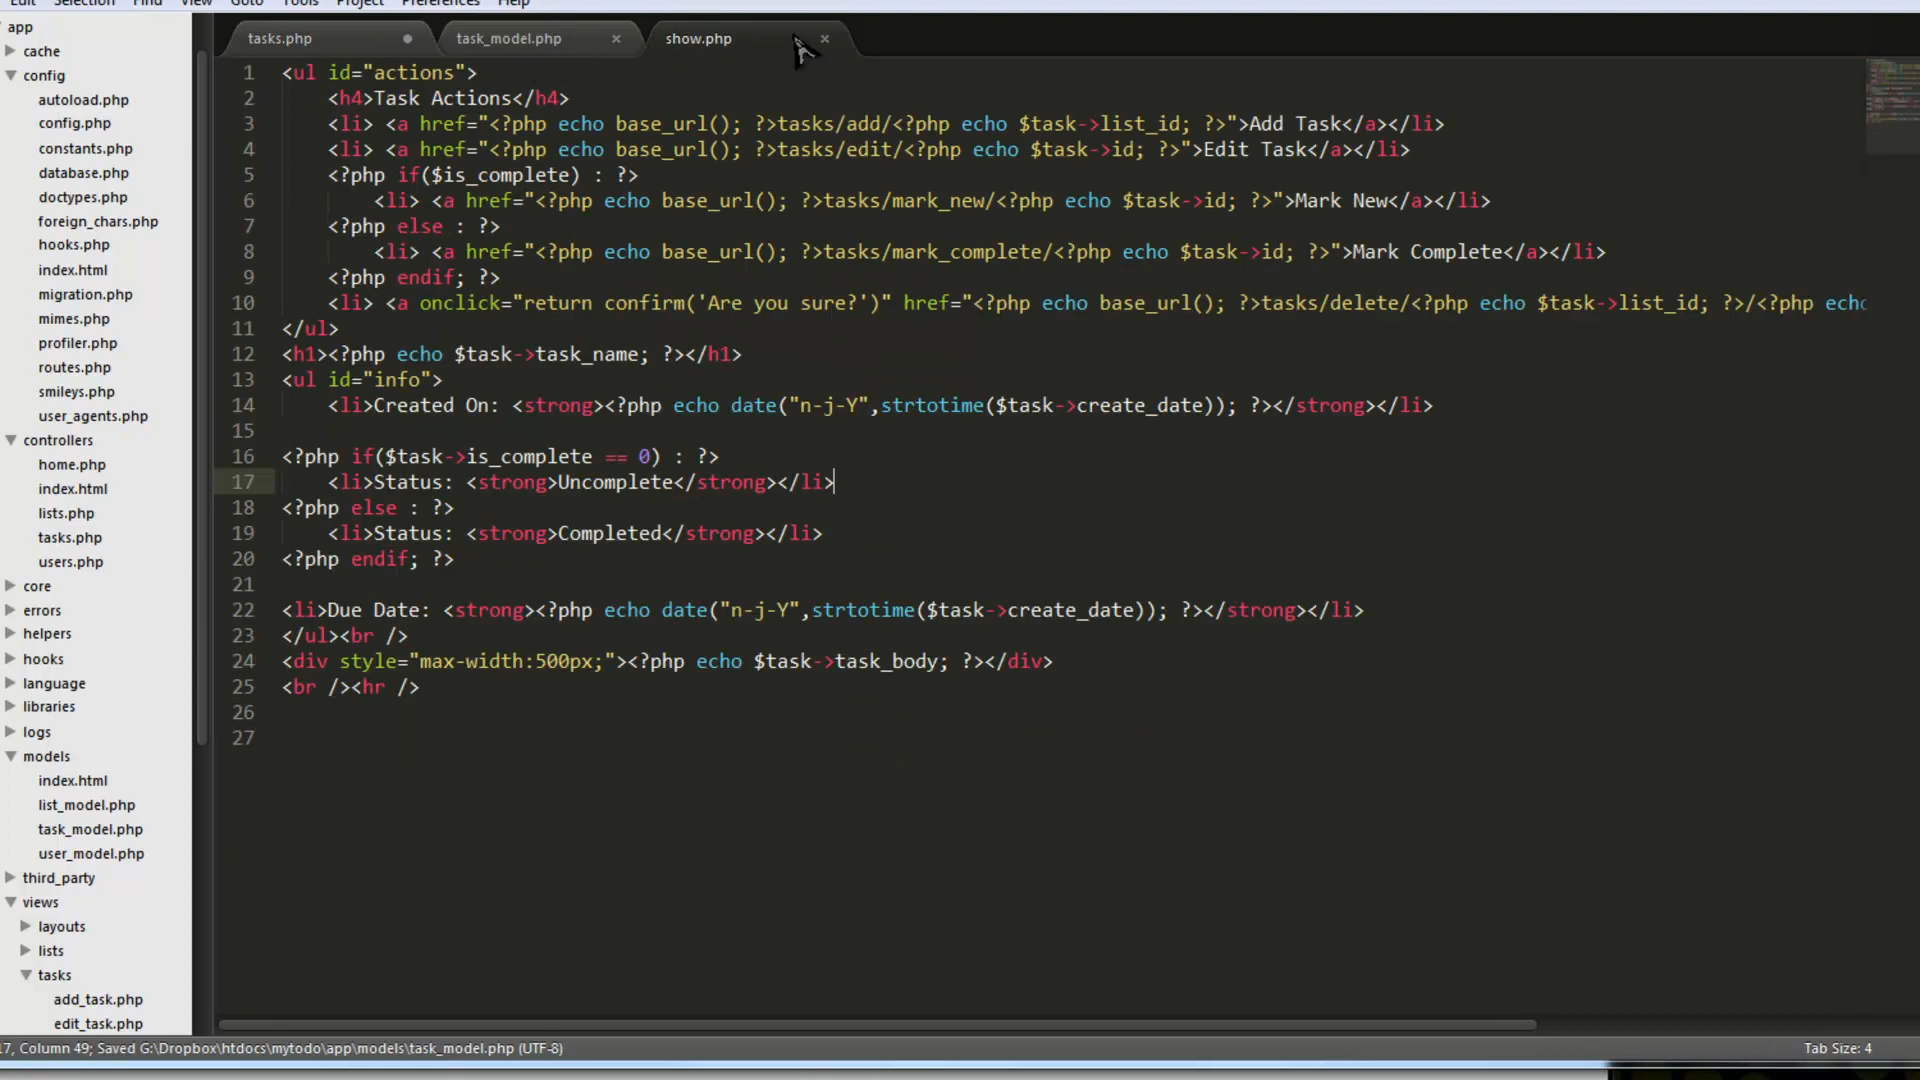 Edit Selection Find View Goto Tools Project Preferences Help
app
cache
config
autoload.php
config.php
constants.php
database.php
doctypes.php
foreign_chars.php
hooks.php
index.html
migration.php
mimes.php
profiler.php
routes.php
smileys.php
user_agents.php
controllers
home.php
index.html
lists.php
tasks.php
users.php
core
errors
helpers
hooks
language
libraries
logs
models
index.html
list_model.php
task_model.php
user_model.php
third_party
views
layouts
lists
tasks
add_task.php
edit_task.php
tasks.php task_model.php × show.php ×
1 <ul id="actions">
2 <h4>Task Actions</h4>
3 <li> <a href="<?php echo base_url(); ?>tasks/add/<?php echo $task->list_id; ?>">Add Task</a></li>
4 <li> <a href="<?php echo base_url(); ?>tasks/edit/<?php echo $task->id; ?>">Edit Task</a></li>
5 <?php if($is_complete) : ?>
6 <li> <a href="<?php echo base_url(); ?>tasks/mark_new/<?php echo $task->id; ?>">Mark New</a></li>
7 <?php else : ?>
8 <li> <a href="<?php echo base_url(); ?>tasks/mark_complete/<?php echo $task->id; ?>">Mark Complete</a></li>
9 <?php endif; ?>
10 <li> <a onclick="return confirm('Are you sure?')" href="<?php echo base_url(); ?>tasks/delete/<?php echo $task->list_id; ?>/<?php echo
11 </ul>
12 <h1><?php echo $task->task_name; ?></h1>
13 <ul id="info">
14 <li>Created On: <strong><?php echo date("n-j-Y",strtotime($task->create_date)); ?></strong></li>
15
16 <?php if($task->is_complete == 0) : ?>
17 <li>Status: <strong>Uncomplete</strong></li>
18 <?php else : ?>
19 <li>Status: <strong>Completed</strong></li>
20 <?php endif; ?>
21
22 <li>Due Date: <strong><?php echo date("n-j-Y",strtotime($task->create_date)); ?></strong></li>
23 </ul><br />
24 <div style="max-width:500px;"><?php echo $task->task_body; ?></div>
25 <br /><hr />
26
27
17, Column 49; Saved G:\Dropbox\htdocs\mytodo\app\models\task_model.php (UTF-8) Tab Size: 4